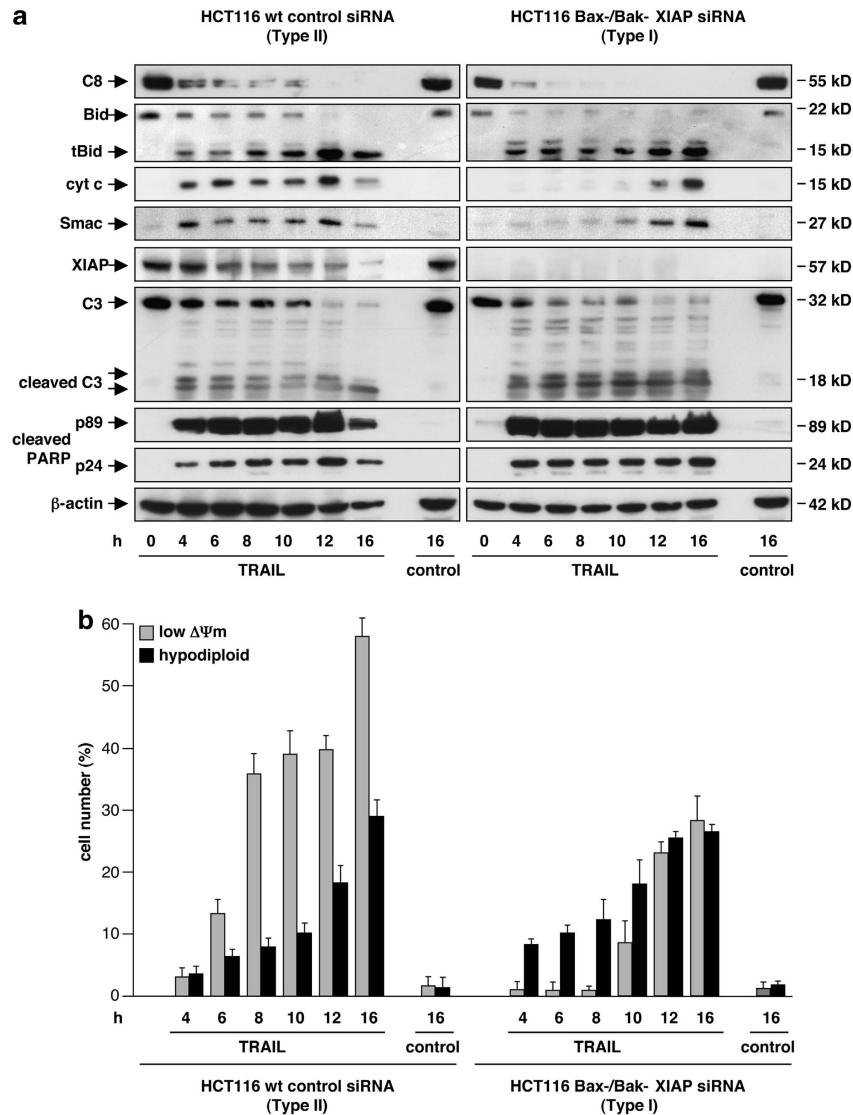 a
HCT116 wt control siRNA
(Type II)
HCT116 Bax-/Bak- XIAP siRNA
(Type I)
C8
55 kD
Bid
22 kD
tBid
15 kD
cyt c
15 kD
Smac
27 kD
XIAP
57 kD
C3
32 kD
cleaved C3
18 kD
cleaved
PARP
p89
89 kD
p24
24 kD
β-actin
42 kD
h 0 4 6 8 10 12 16 16 0 4 6 8 10 12 16 16
TRAIL control TRAIL control
b
low ΔΨm
hypodiploid
cell number (%)
60
50
40
30
20
10
0
h 4 6 8 10 12 16 16 4 6 8 10 12 16 16
TRAIL control TRAIL control
HCT116 wt control siRNA
(Type II)
HCT116 Bax-/Bak- XIAP siRNA
(Type I)